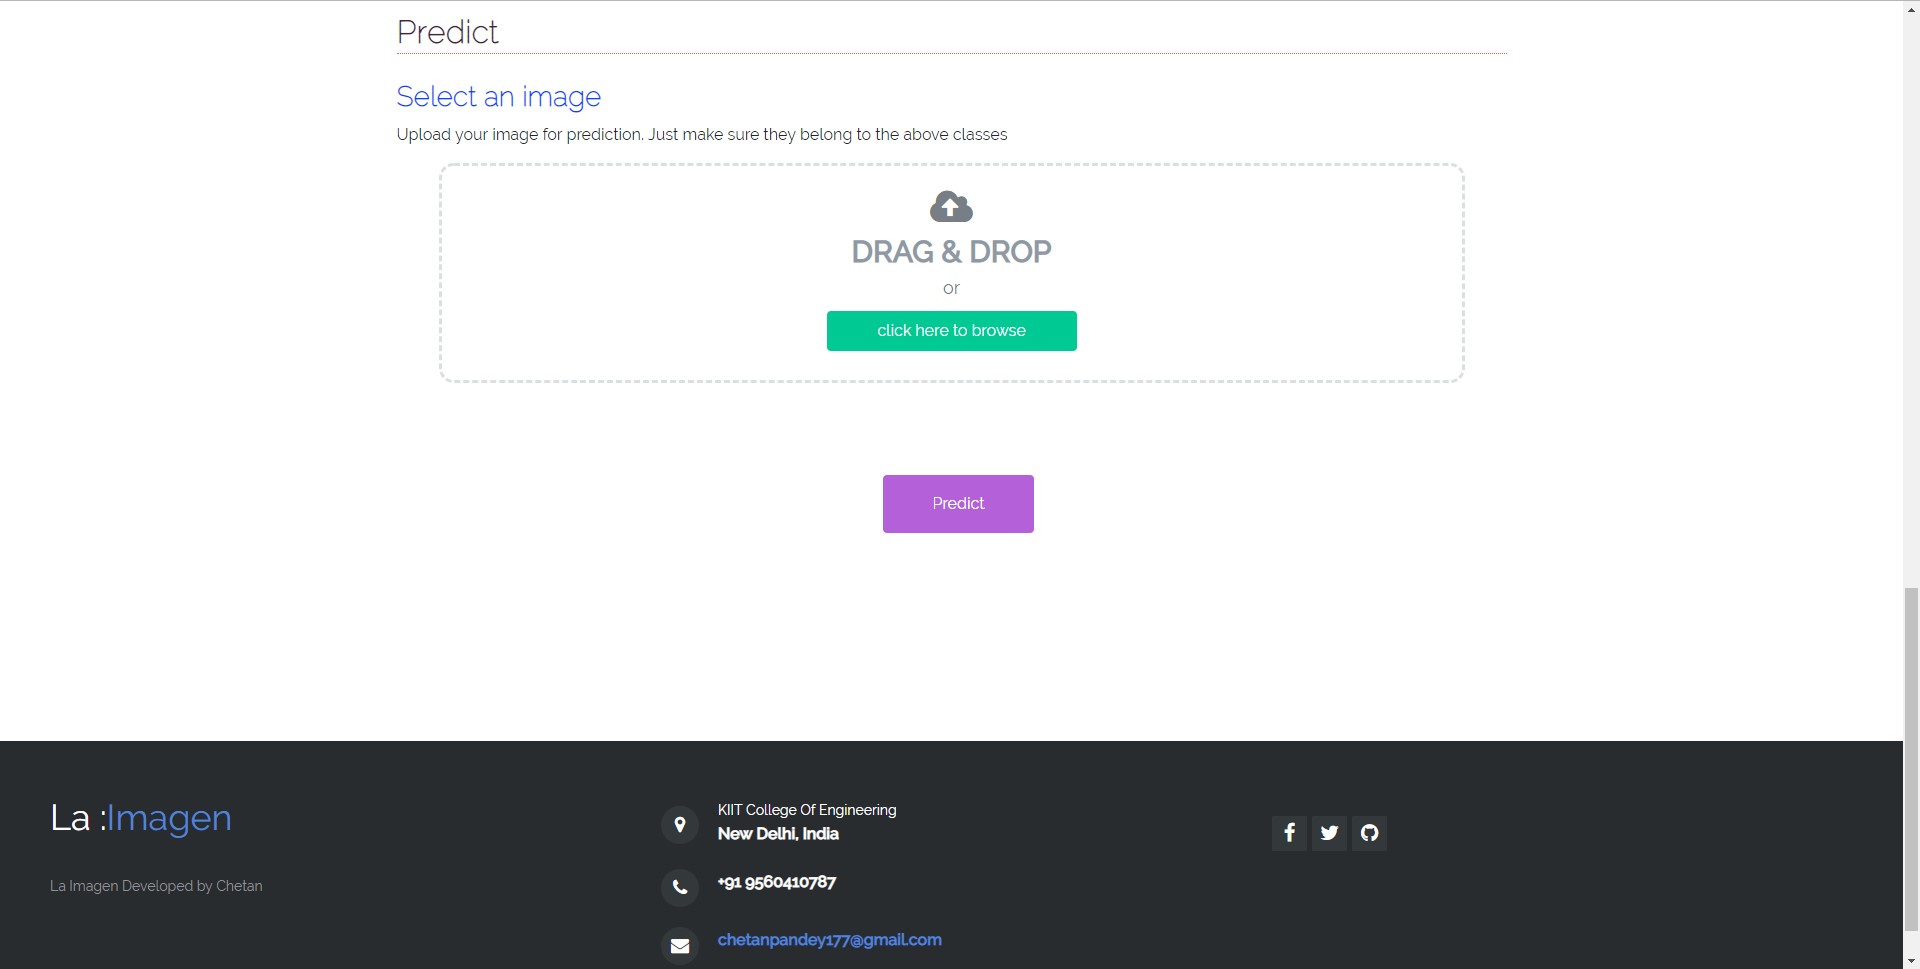 Predict
Select an image
Upload your image for prediction. Just make sure they belong to the above classes
DRAG & DROP
or
click here to browse
Predict
La :Imagen
La Imagen Developed by Chetan
KIIT College Of Engineering
New Delhi, India
+91 9560410787
chetanpandey177@gmail.com